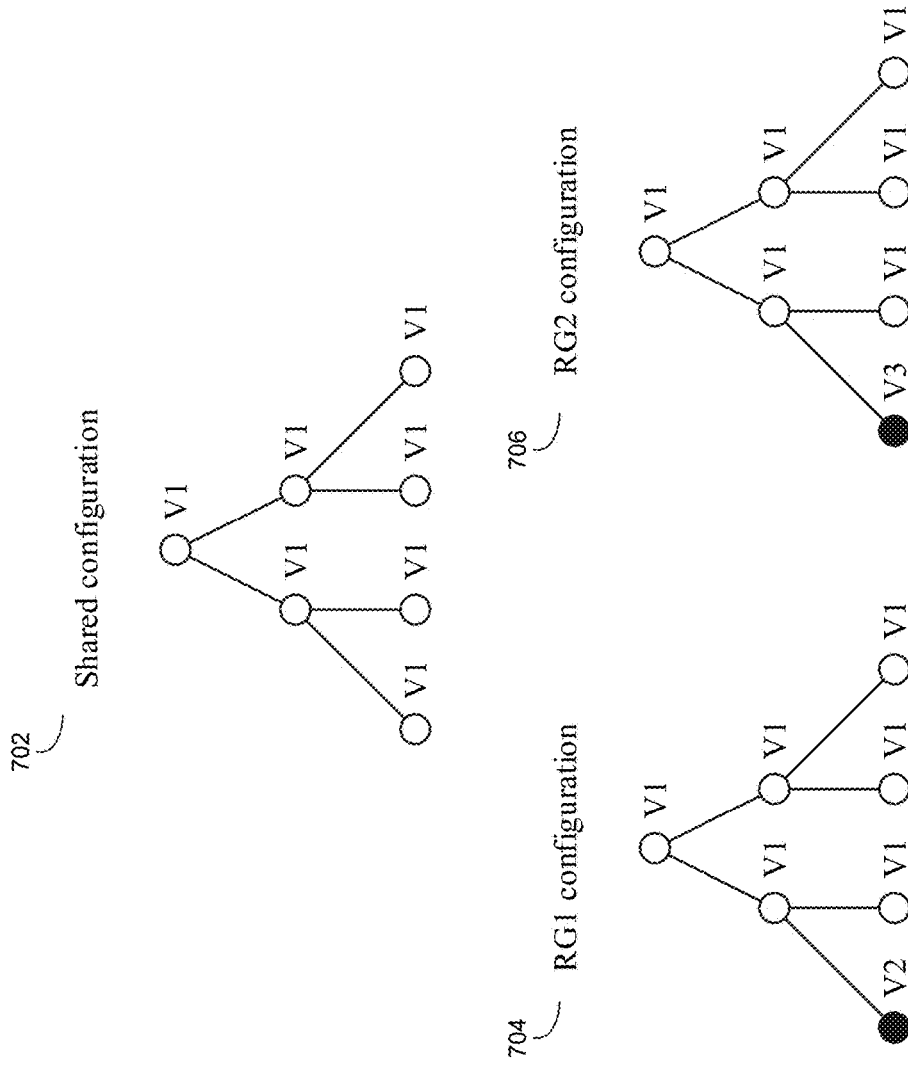 702
Shared configuration
V1
V1 V1
V1 V1 V1 V1
704
RG1 configuration
V1
V1 V1
V2 V1 V1 V1
706
RG2 configuration
V1
V1 V1
V3 V1 V1 V1